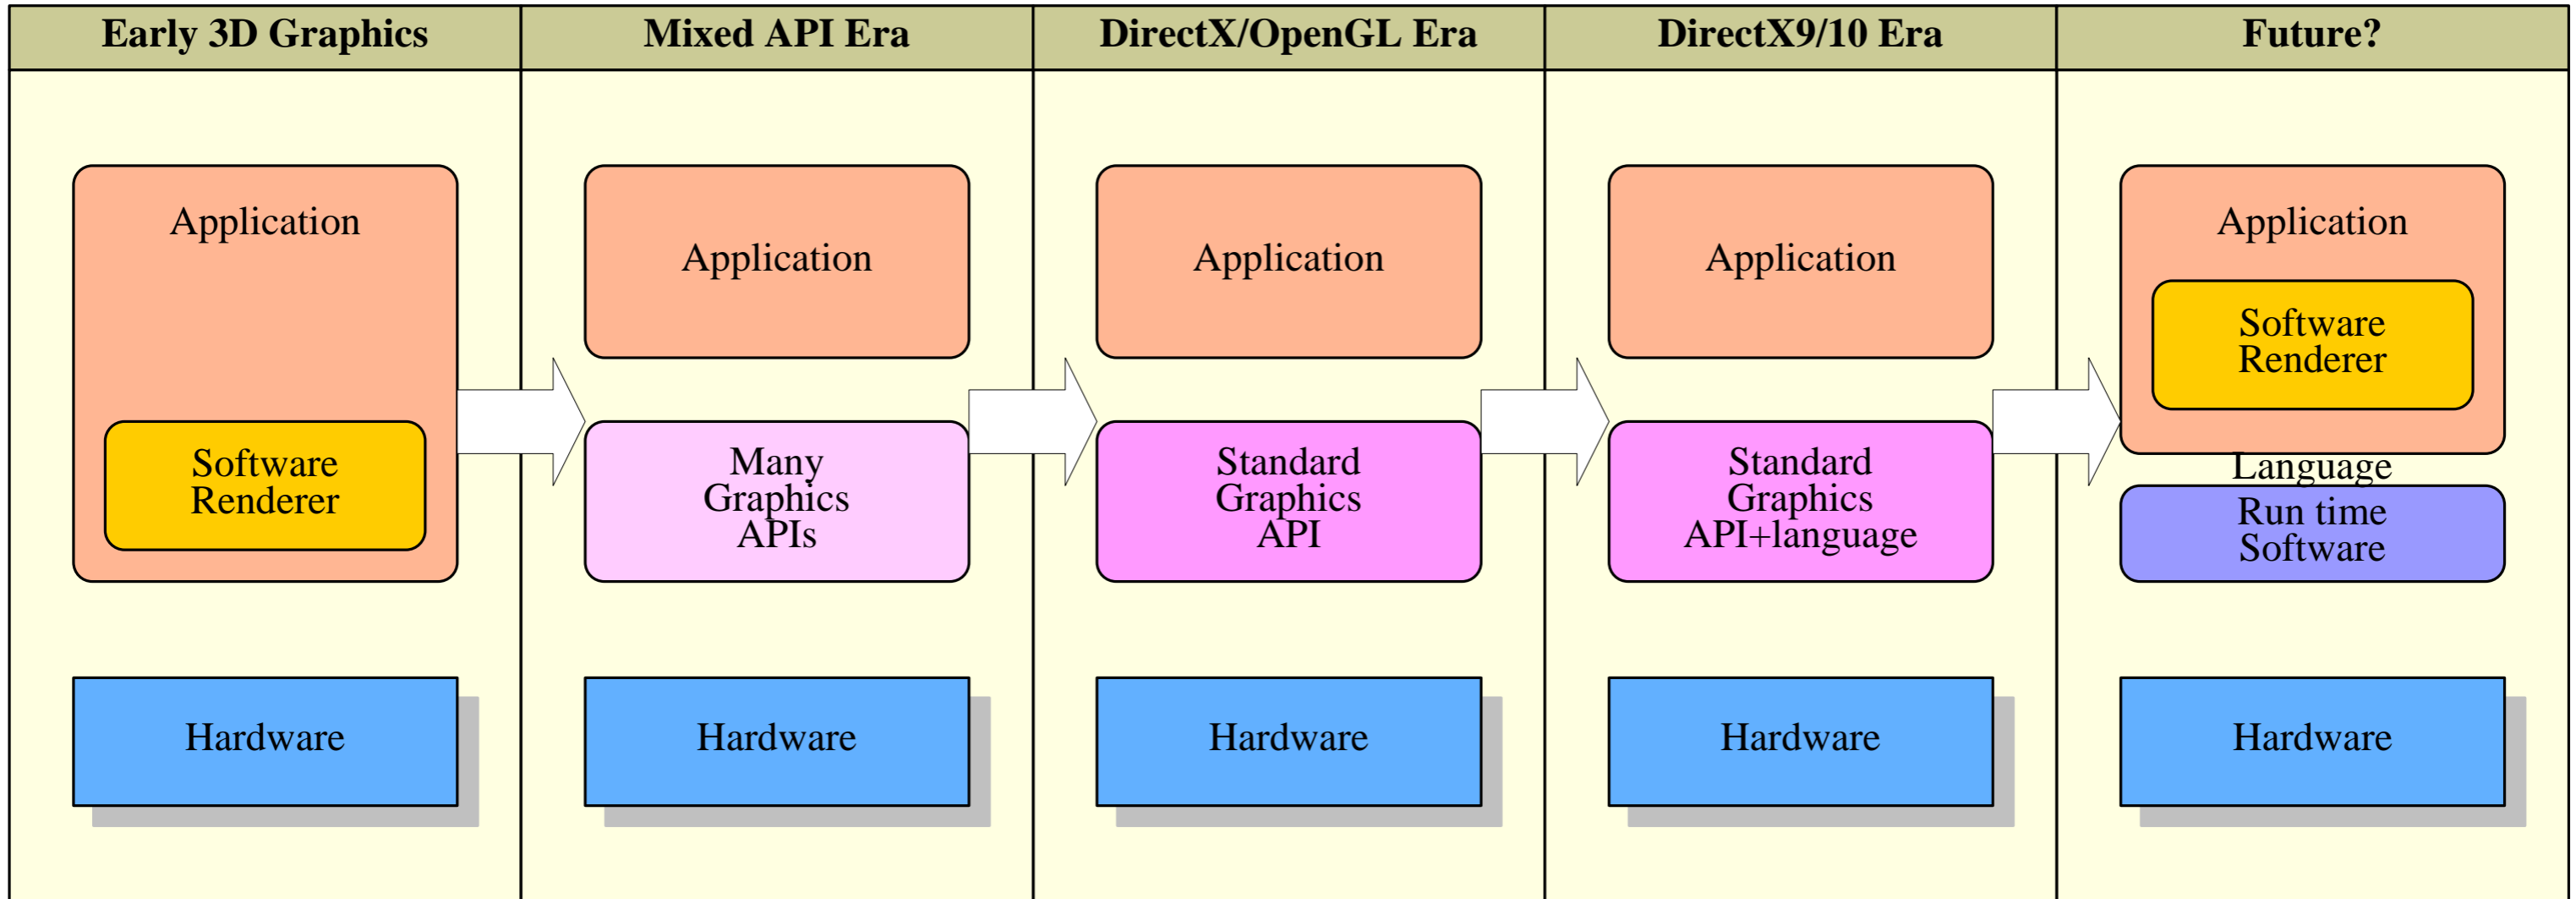 Early 3D Graphics
Mixed API Era
DirectX/OpenGL Era
DirectX9/10 Era
Future?
Application
Software
Renderer
Hardware
Application
Many
Graphics
APIs
Hardware
Application
Standard
Graphics
API
Hardware
Application
Standard
Graphics
API+language
Hardware
Application
Software
Renderer
Language
Run time
Software
Hardware